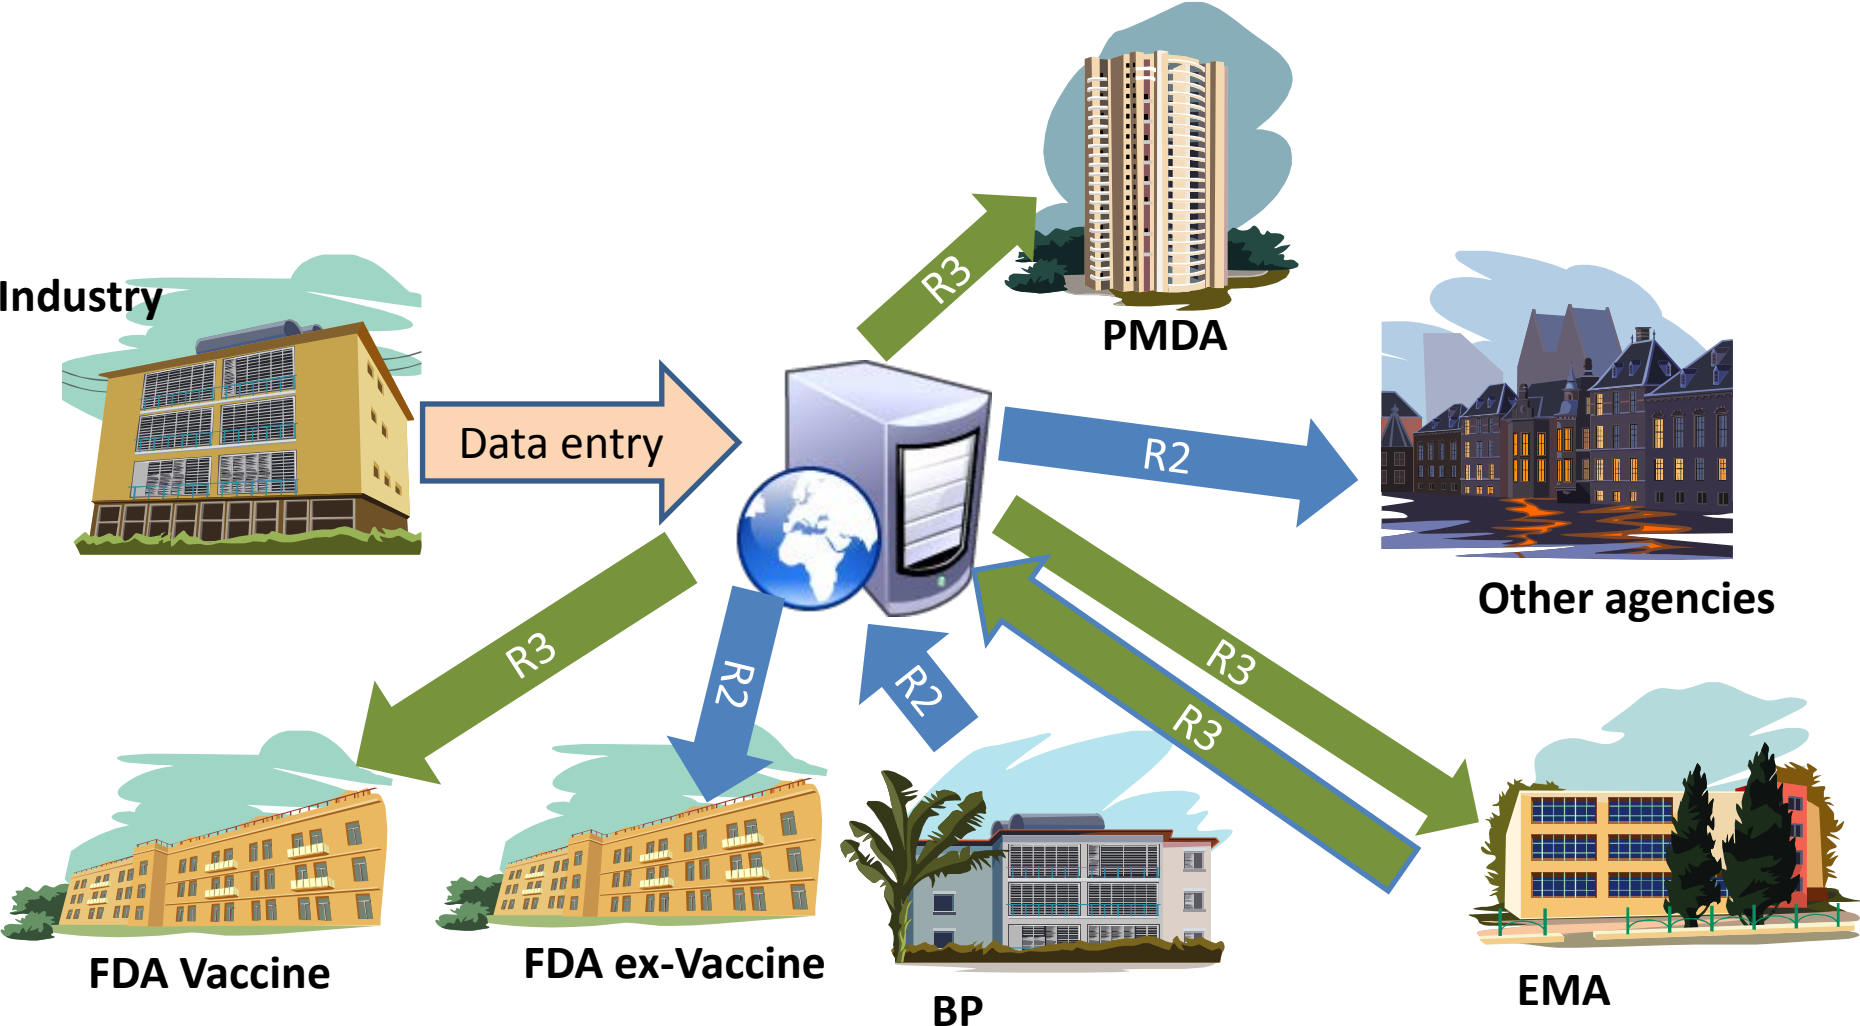 R3
PMDA
Industry
Data entry
R2
Other agencies
R3
R2
R2
R3
R3
FDA Vaccine
FDA ex-Vaccine
BP
EMA